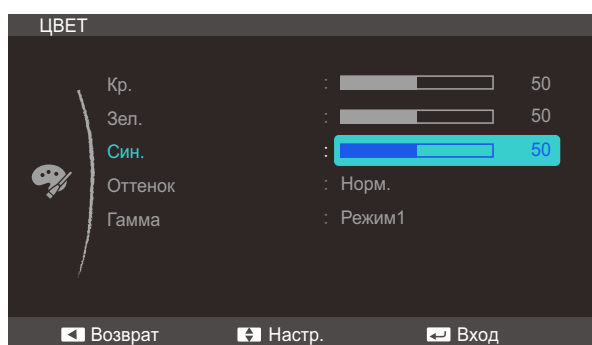 ЦВЕТ
Кр. : 50
Зел. : 50
Син. : 50
Оттенок : Норм.
Гамма : Режим1
Возврат Настр. Вход